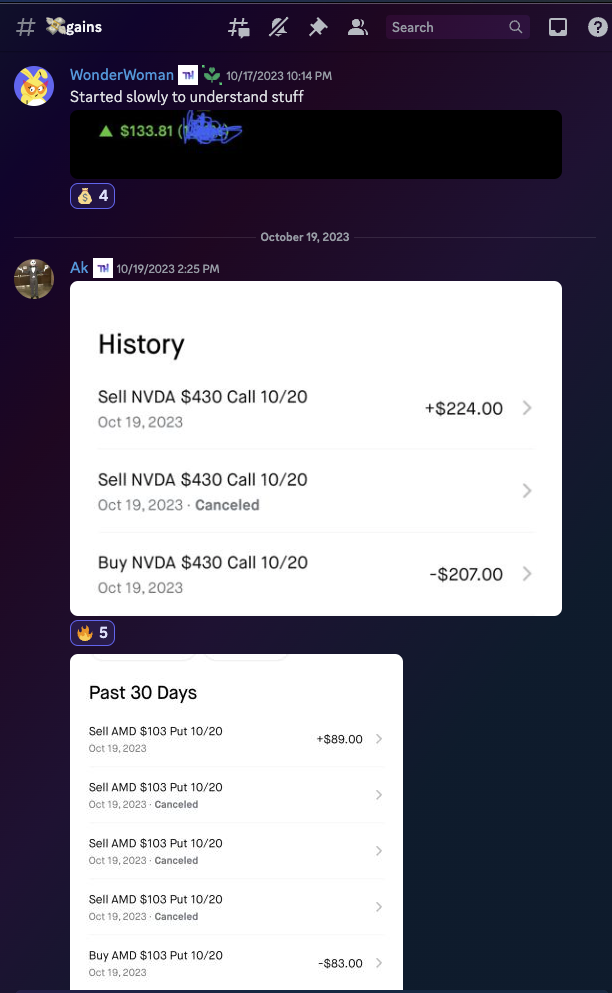 💸gains
Search
WonderWoman TN 10/17/2023 10:14 PM
Started slowly to understand stuff
▲ $133.81 (
💰 4
October 19, 2023
Ak TN 10/19/2023 2:25 PM
History
Sell NVDA $430 Call 10/20
+$224.00
Oct 19, 2023
Sell NVDA $430 Call 10/20
Oct 19, 2023 · Canceled
Buy NVDA $430 Call 10/20
-$207.00
Oct 19, 2023
🔥 5
Past 30 Days
Sell AMD $103 Put 10/20
+$89.00
Oct 19, 2023
Sell AMD $103 Put 10/20
Oct 19, 2023 · Canceled
Sell AMD $103 Put 10/20
Oct 19, 2023 · Canceled
Sell AMD $103 Put 10/20
Oct 19, 2023 · Canceled
Buy AMD $103 Put 10/20
-$83.00
Oct 19, 2023